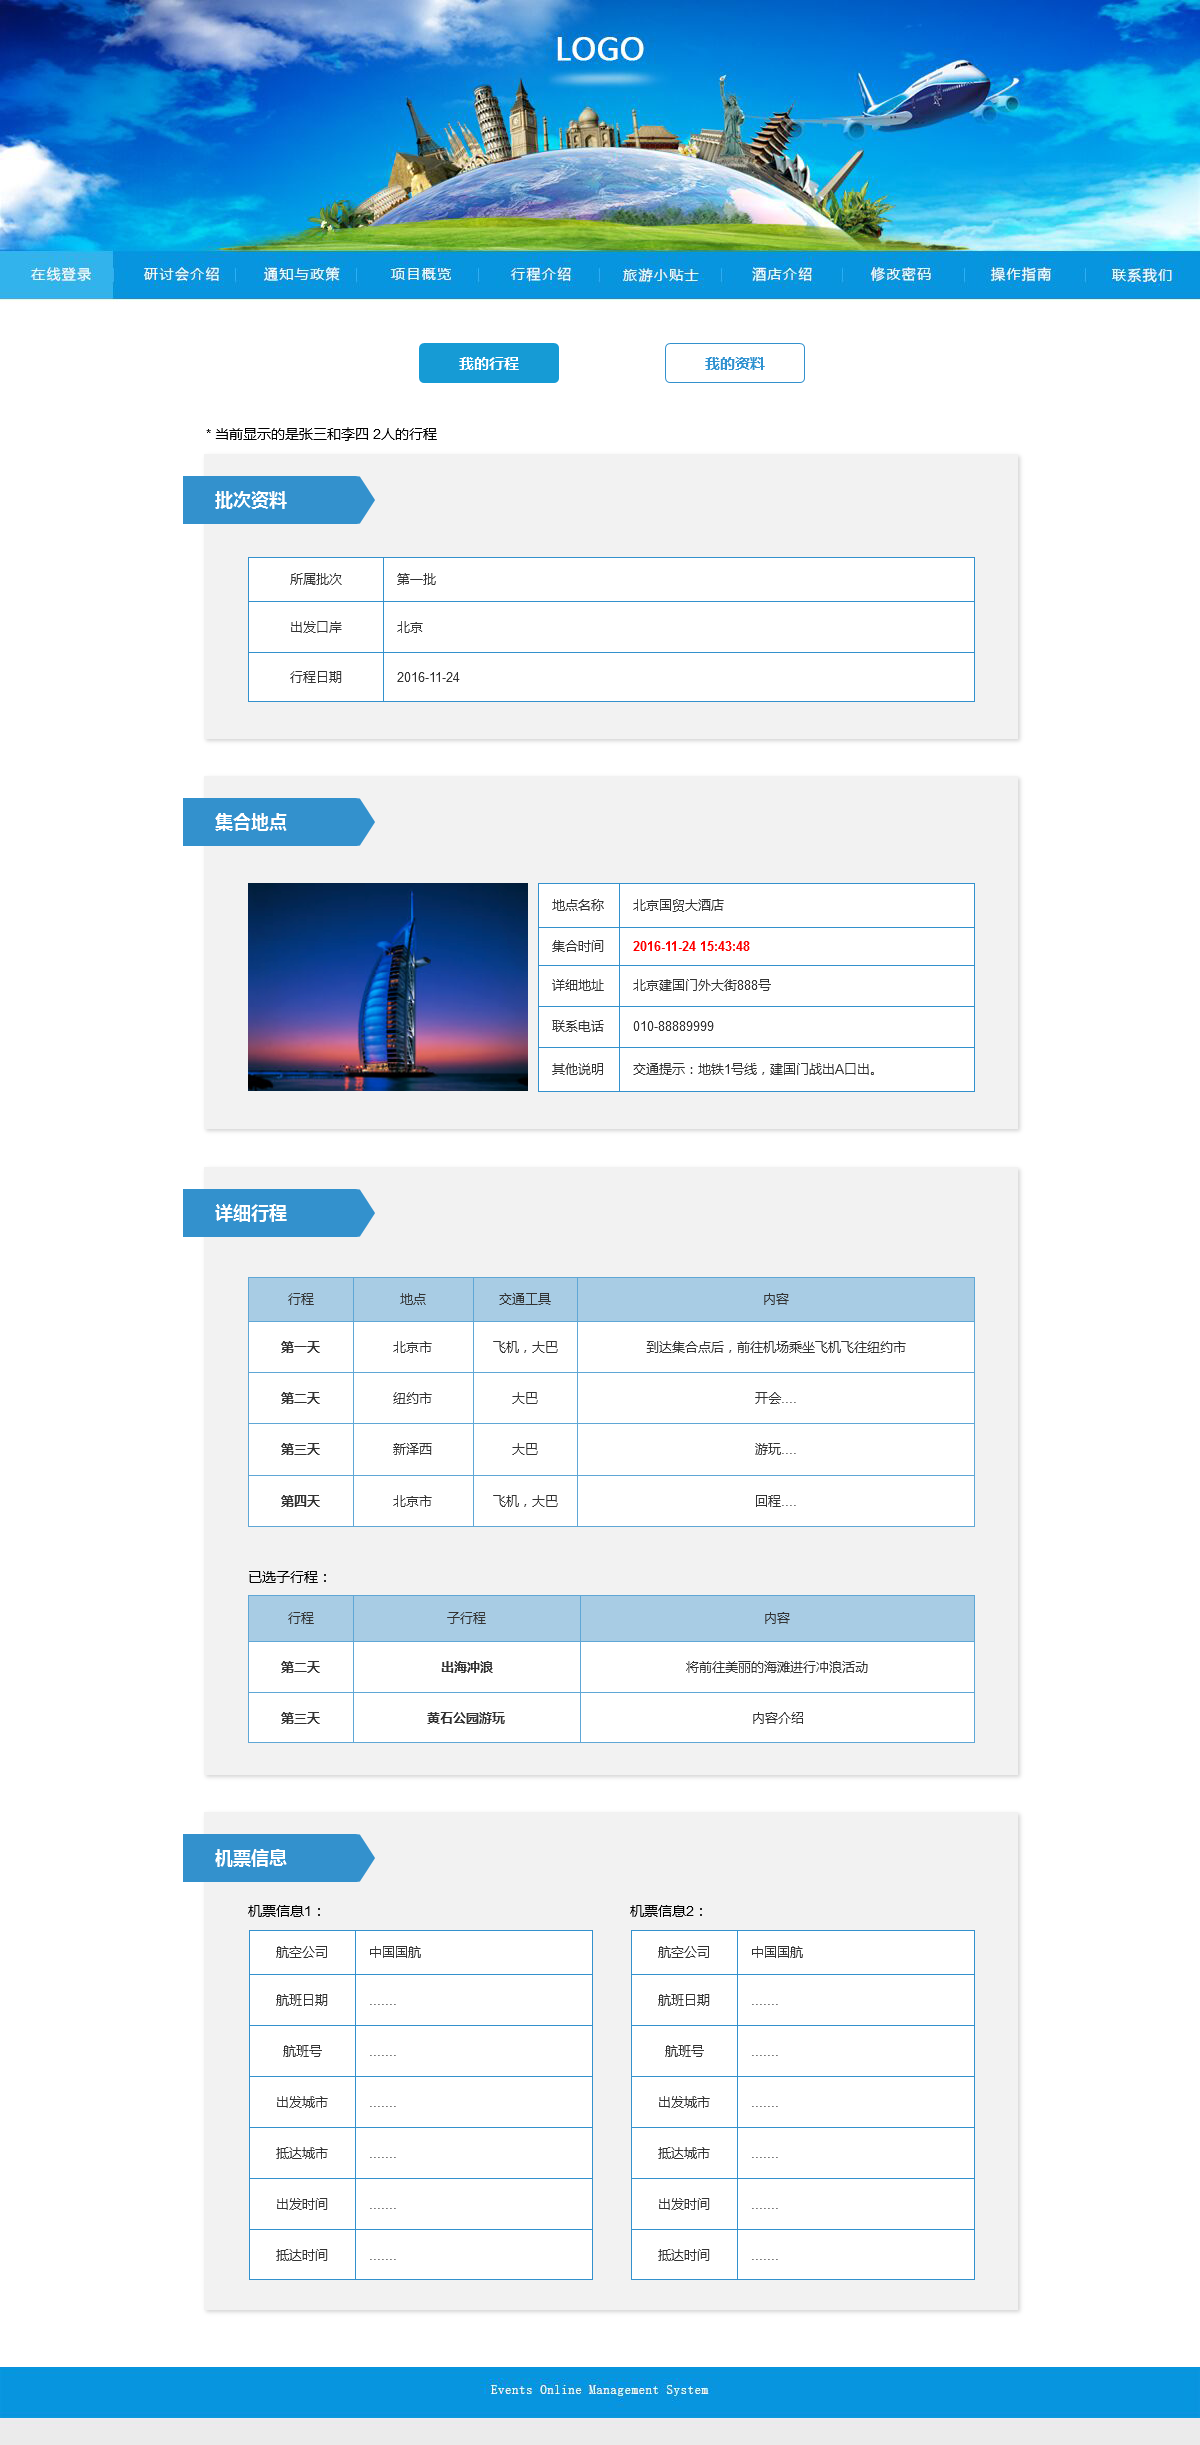 LOGO
在线登录 研讨会介绍 通知与政策 项目概览 行程介绍 旅游小贴士 酒店介绍 修改密码 操作指南 联系我们
我的行程 我的资料
* 当前显示的是张三和李四 2人的行程
批次资料
所属批次 第一批
出发口岸 北京
行程日期 2016-11-24
集合地点
地点名称 北京国贸大酒店
集合时间 2016-11-24 15:43:48
详细地址 北京建国门外大街888号
联系电话 010-88889999
其他说明 交通提示：地铁1号线，建国门战出A口出。
详细行程
行程 地点 交通工具 内容
第一天 北京市 飞机，大巴 到达集合点后，前往机场乘坐飞机飞往纽约市
第二天 纽约市 大巴 开会....
第三天 新泽西 大巴 游玩....
第四天 北京市 飞机，大巴 回程....
已选子行程：
行程 子行程 内容
第二天 出海冲浪 将前往美丽的海滩进行冲浪活动
第三天 黄石公园游玩 内容介绍
机票信息
机票信息1： 机票信息2：
航空公司 中国国航 航空公司 中国国航
航班日期 ....... 航班日期 .......
航班号 ....... 航班号 .......
出发城市 ....... 出发城市 .......
抵达城市 ....... 抵达城市 .......
出发时间 ....... 出发时间 .......
抵达时间 ....... 抵达时间 .......
Events Online Management System